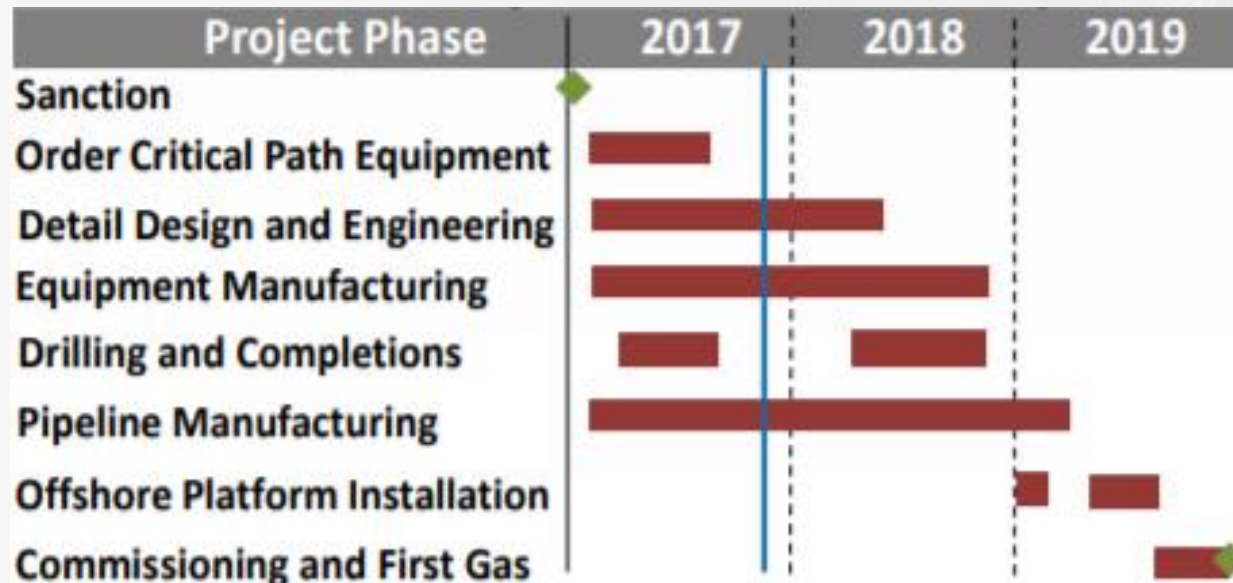 Project Phase 2017 2018 2019
Sanction
Order Critical Path Equipment
Detail Design and Engineering
Equipment Manufacturing
Drilling and Completions
Pipeline Manufacturing
Offshore Platform Installation
Commissioning and First Gas